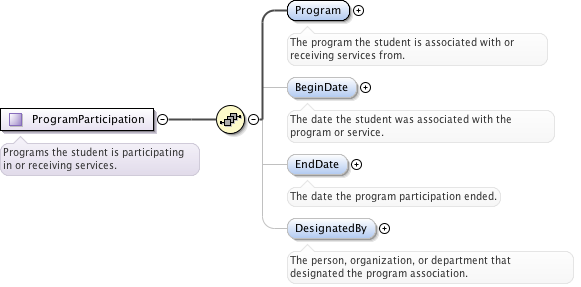 Program
The program the student is associated with or
receiving services from.
BeginDate
The date the student was associated with the
program or service.
ProgramParticipation
Programs the student is participating
in or receiving services.
EndDate
The date the program participation ended.
DesignatedBy
The person, organization, or department that
designated the program association.